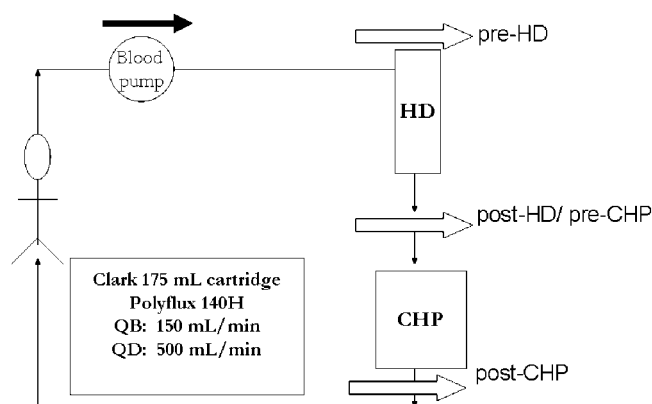 Blood
pump
pre-HD
HD
post-HD/ pre-CHP
Clark 175 mL cartridge
Polyflux 140H
QB: 150 mL/min
QD: 500 mL/min
CHP
post-CHP